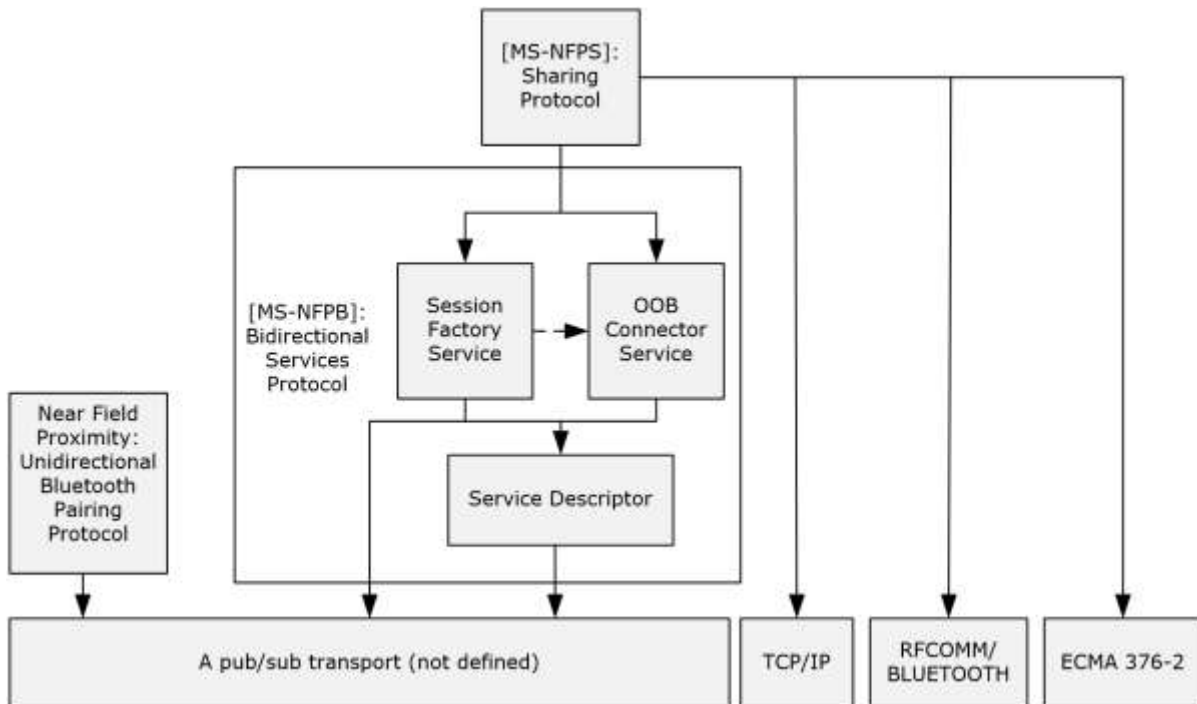 [MS-NFPS]:
Sharing
Protocol
[MS-NFPB]:
Bidirectional
Services
Protocol
Session
Factory
Service
OOB
Connector
Service
Near Field
Proximity:
Unidirectional
Bluetooth
Pairing
Protocol
Service Descriptor
A pub/sub transport (not defined)
TCP/IP
RFCOMM/
BLUETOOTH
ECMA 376-2